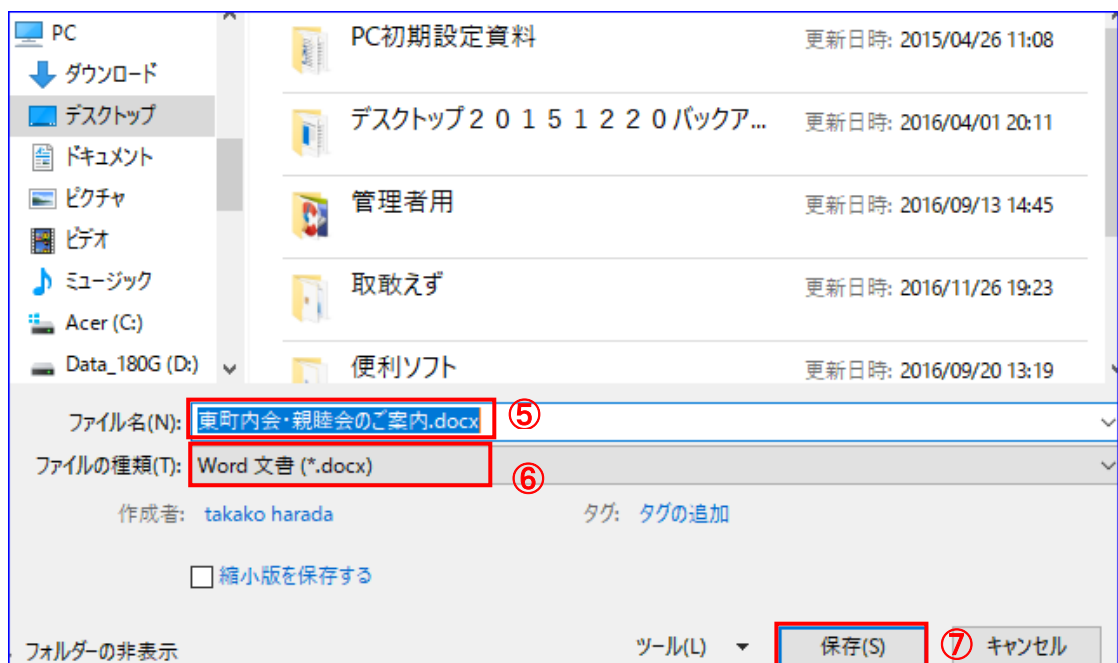 PC
ダウンロード
デスクトップ
ドキュメント
ピクチャ
ビデオ
ミュージック
Acer (C:)
Data_180G (D:)
PC初期設定資料 更新日時: 2015/04/26 11:08
デスクトップ２０１５１２２０バックア... 更新日時: 2016/04/01 20:11
管理者用 更新日時: 2016/09/13 14:45
取敢えず 更新日時: 2016/11/26 19:23
便利ソフト 更新日時: 2016/09/20 13:19
ファイル名(N): 東町内会・親睦会のご案内.docx ⑤
ファイルの種類(T): Word 文書 (*.docx) ⑥
作成者: takako harada タグ: タグの追加
縮小版を保存する
フォルダーの非表示 ツール(L) 保存(S) ⑦ キャンセル